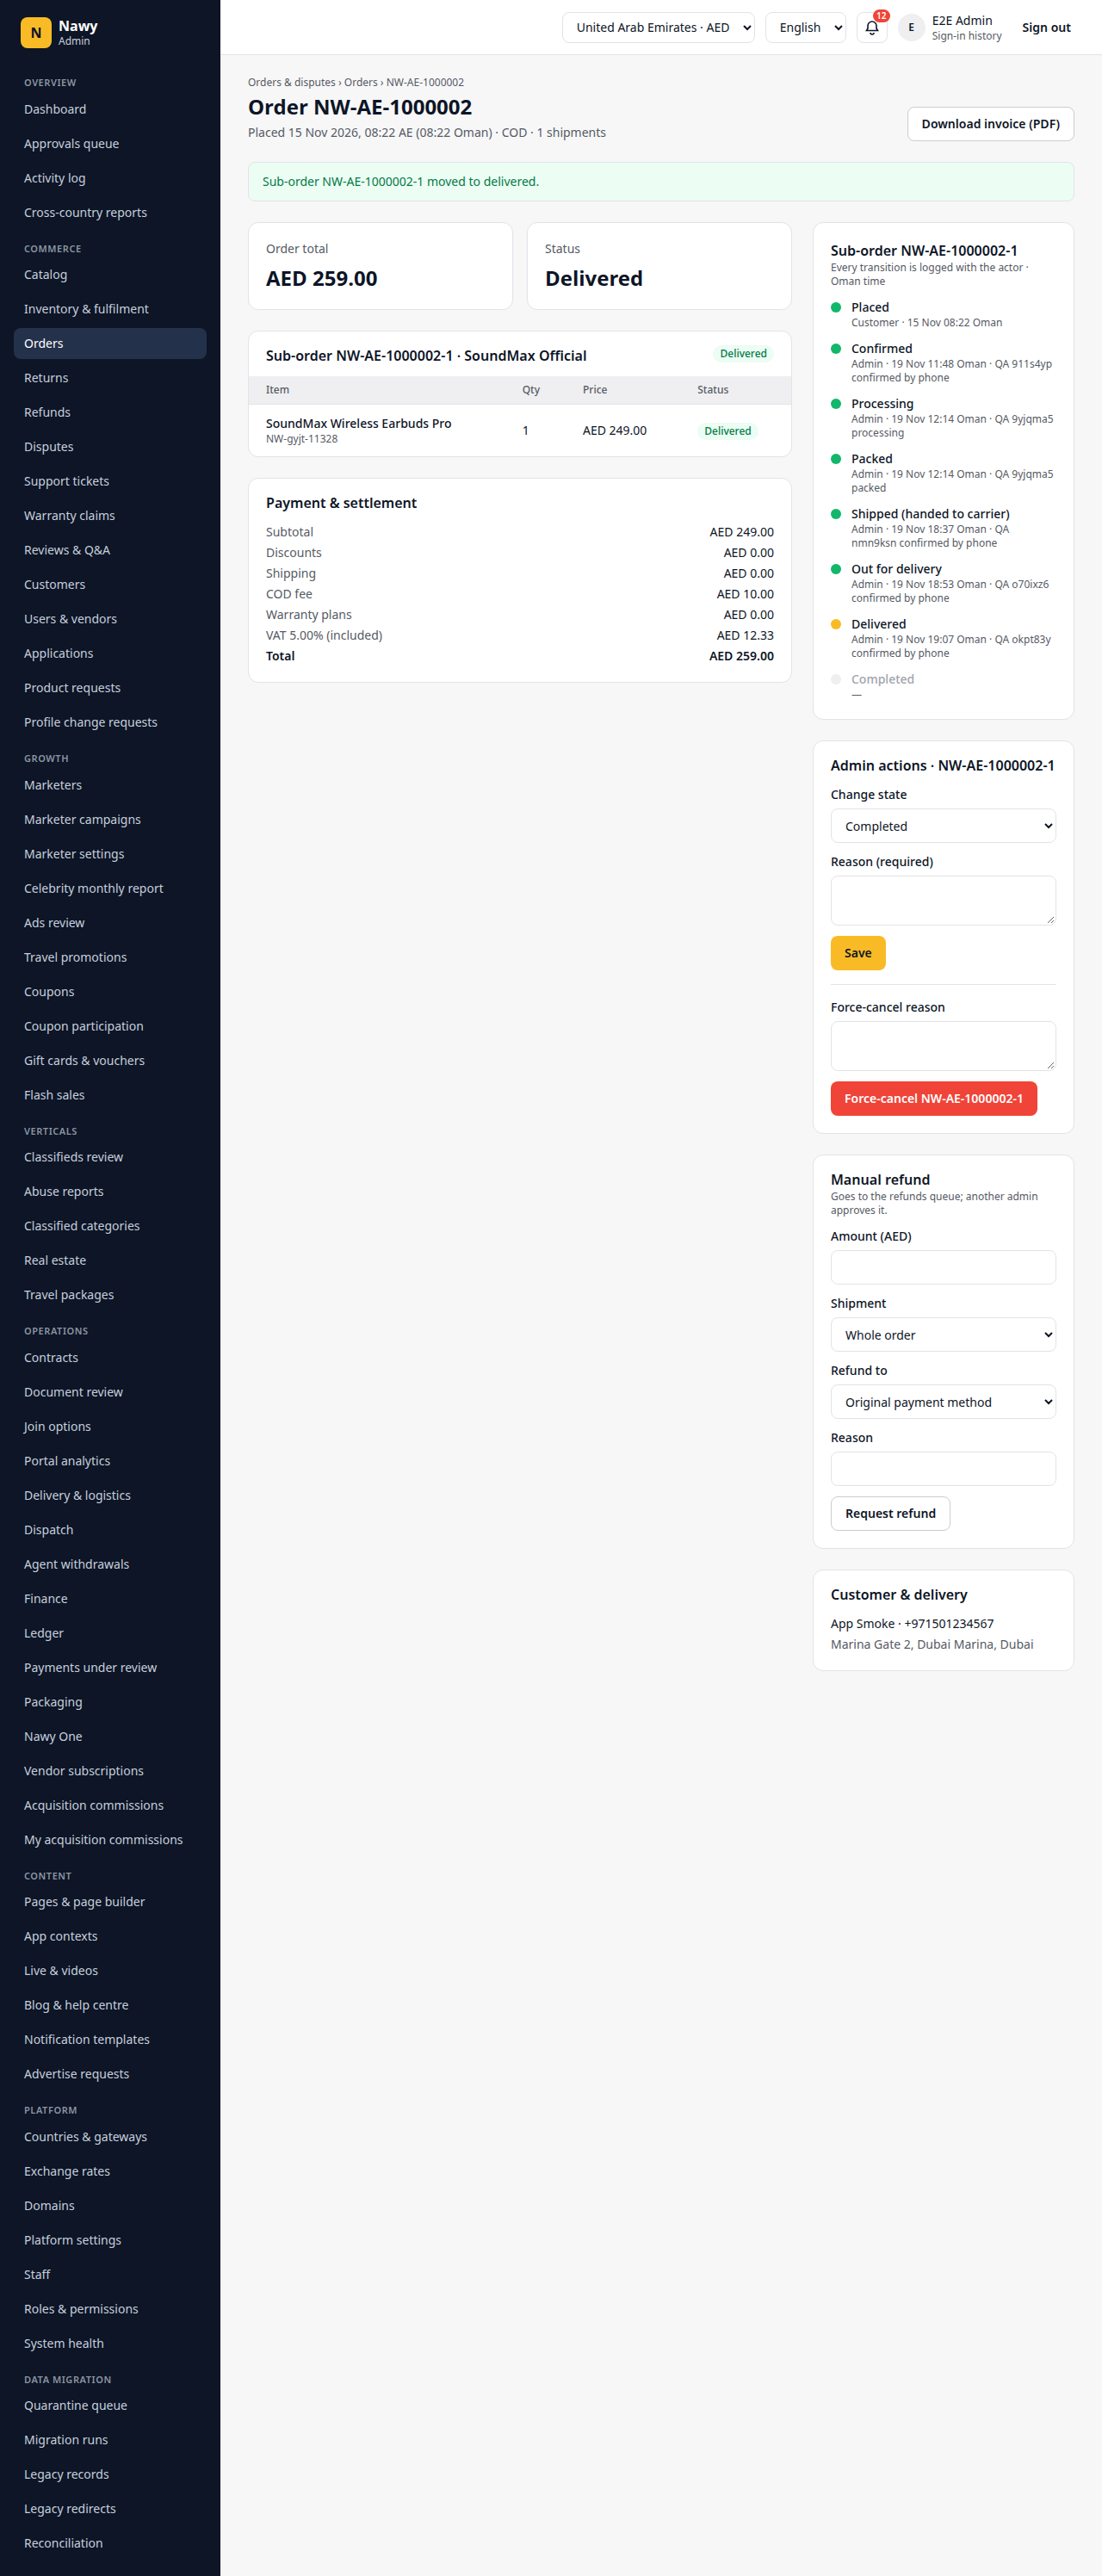 N
Nawy
Admin
OVERVIEW
Dashboard
Approvals queue
Activity log
Cross-country reports
COMMERCE
Catalog
Inventory & fulfilment
Orders
Returns
Refunds
Disputes
Support tickets
Warranty claims
Reviews & Q&A
Customers
Users & vendors
Applications
Product requests
Profile change requests
GROWTH
Marketers
Marketer campaigns
Marketer settings
Celebrity monthly report
Ads review
Travel promotions
Coupons
Coupon participation
Gift cards & vouchers
Flash sales
VERTICALS
Classifieds review
Abuse reports
Classified categories
Real estate
Travel packages
OPERATIONS
Contracts
Document review
Join options
Portal analytics
Delivery & logistics
Dispatch
Agent withdrawals
Finance
Ledger
Payments under review
Packaging
Nawy One
Vendor subscriptions
Acquisition commissions
My acquisition commissions
CONTENT
Pages & page builder
App contexts
Live & videos
Blog & help centre
Notification templates
Advertise requests
PLATFORM
Countries & gateways
Exchange rates
Domains
Platform settings
Staff
Roles & permissions
System health
DATA MIGRATION
Quarantine queue
Migration runs
Legacy records
Legacy redirects
Reconciliation
United Arab Emirates · AED
English
12
E
E2E Admin
Sign-in history
Sign out
Orders & disputes › Orders › NW-AE-1000002
Order NW-AE-1000002
Placed 15 Nov 2026, 08:22 AE (08:22 Oman) · COD · 1 shipments
Download invoice (PDF)
Sub-order NW-AE-1000002-1 moved to delivered.
Order total
AED 259.00
Status
Delivered
Sub-order NW-AE-1000002-1 · SoundMax Official
Delivered
Item Qty Price Status
SoundMax Wireless Earbuds Pro
NW-gyjt-11328
1
AED 249.00
Delivered
Payment & settlement
Subtotal AED 249.00
Discounts AED 0.00
Shipping AED 0.00
COD fee AED 10.00
Warranty plans AED 0.00
VAT 5.00% (included) AED 12.33
Total AED 259.00
Sub-order NW-AE-1000002-1
Every transition is logged with the actor ·
Oman time
Placed
Customer · 15 Nov 08:22 Oman
Confirmed
Admin · 19 Nov 11:48 Oman · QA 911s4yp
confirmed by phone
Processing
Admin · 19 Nov 12:14 Oman · QA 9yjqma5
processing
Packed
Admin · 19 Nov 12:14 Oman · QA 9yjqma5
packed
Shipped (handed to carrier)
Admin · 19 Nov 18:37 Oman · QA
nmn9ksn confirmed by phone
Out for delivery
Admin · 19 Nov 18:53 Oman · QA o70ixz6
confirmed by phone
Delivered
Admin · 19 Nov 19:07 Oman · QA okpt83y
confirmed by phone
Completed
—
Admin actions · NW-AE-1000002-1
Change state
Completed
Reason (required)
Save
Force-cancel reason
Force-cancel NW-AE-1000002-1
Manual refund
Goes to the refunds queue; another admin
approves it.
Amount (AED)
Shipment
Whole order
Refund to
Original payment method
Reason
Request refund
Customer & delivery
App Smoke · +971501234567
Marina Gate 2, Dubai Marina, Dubai